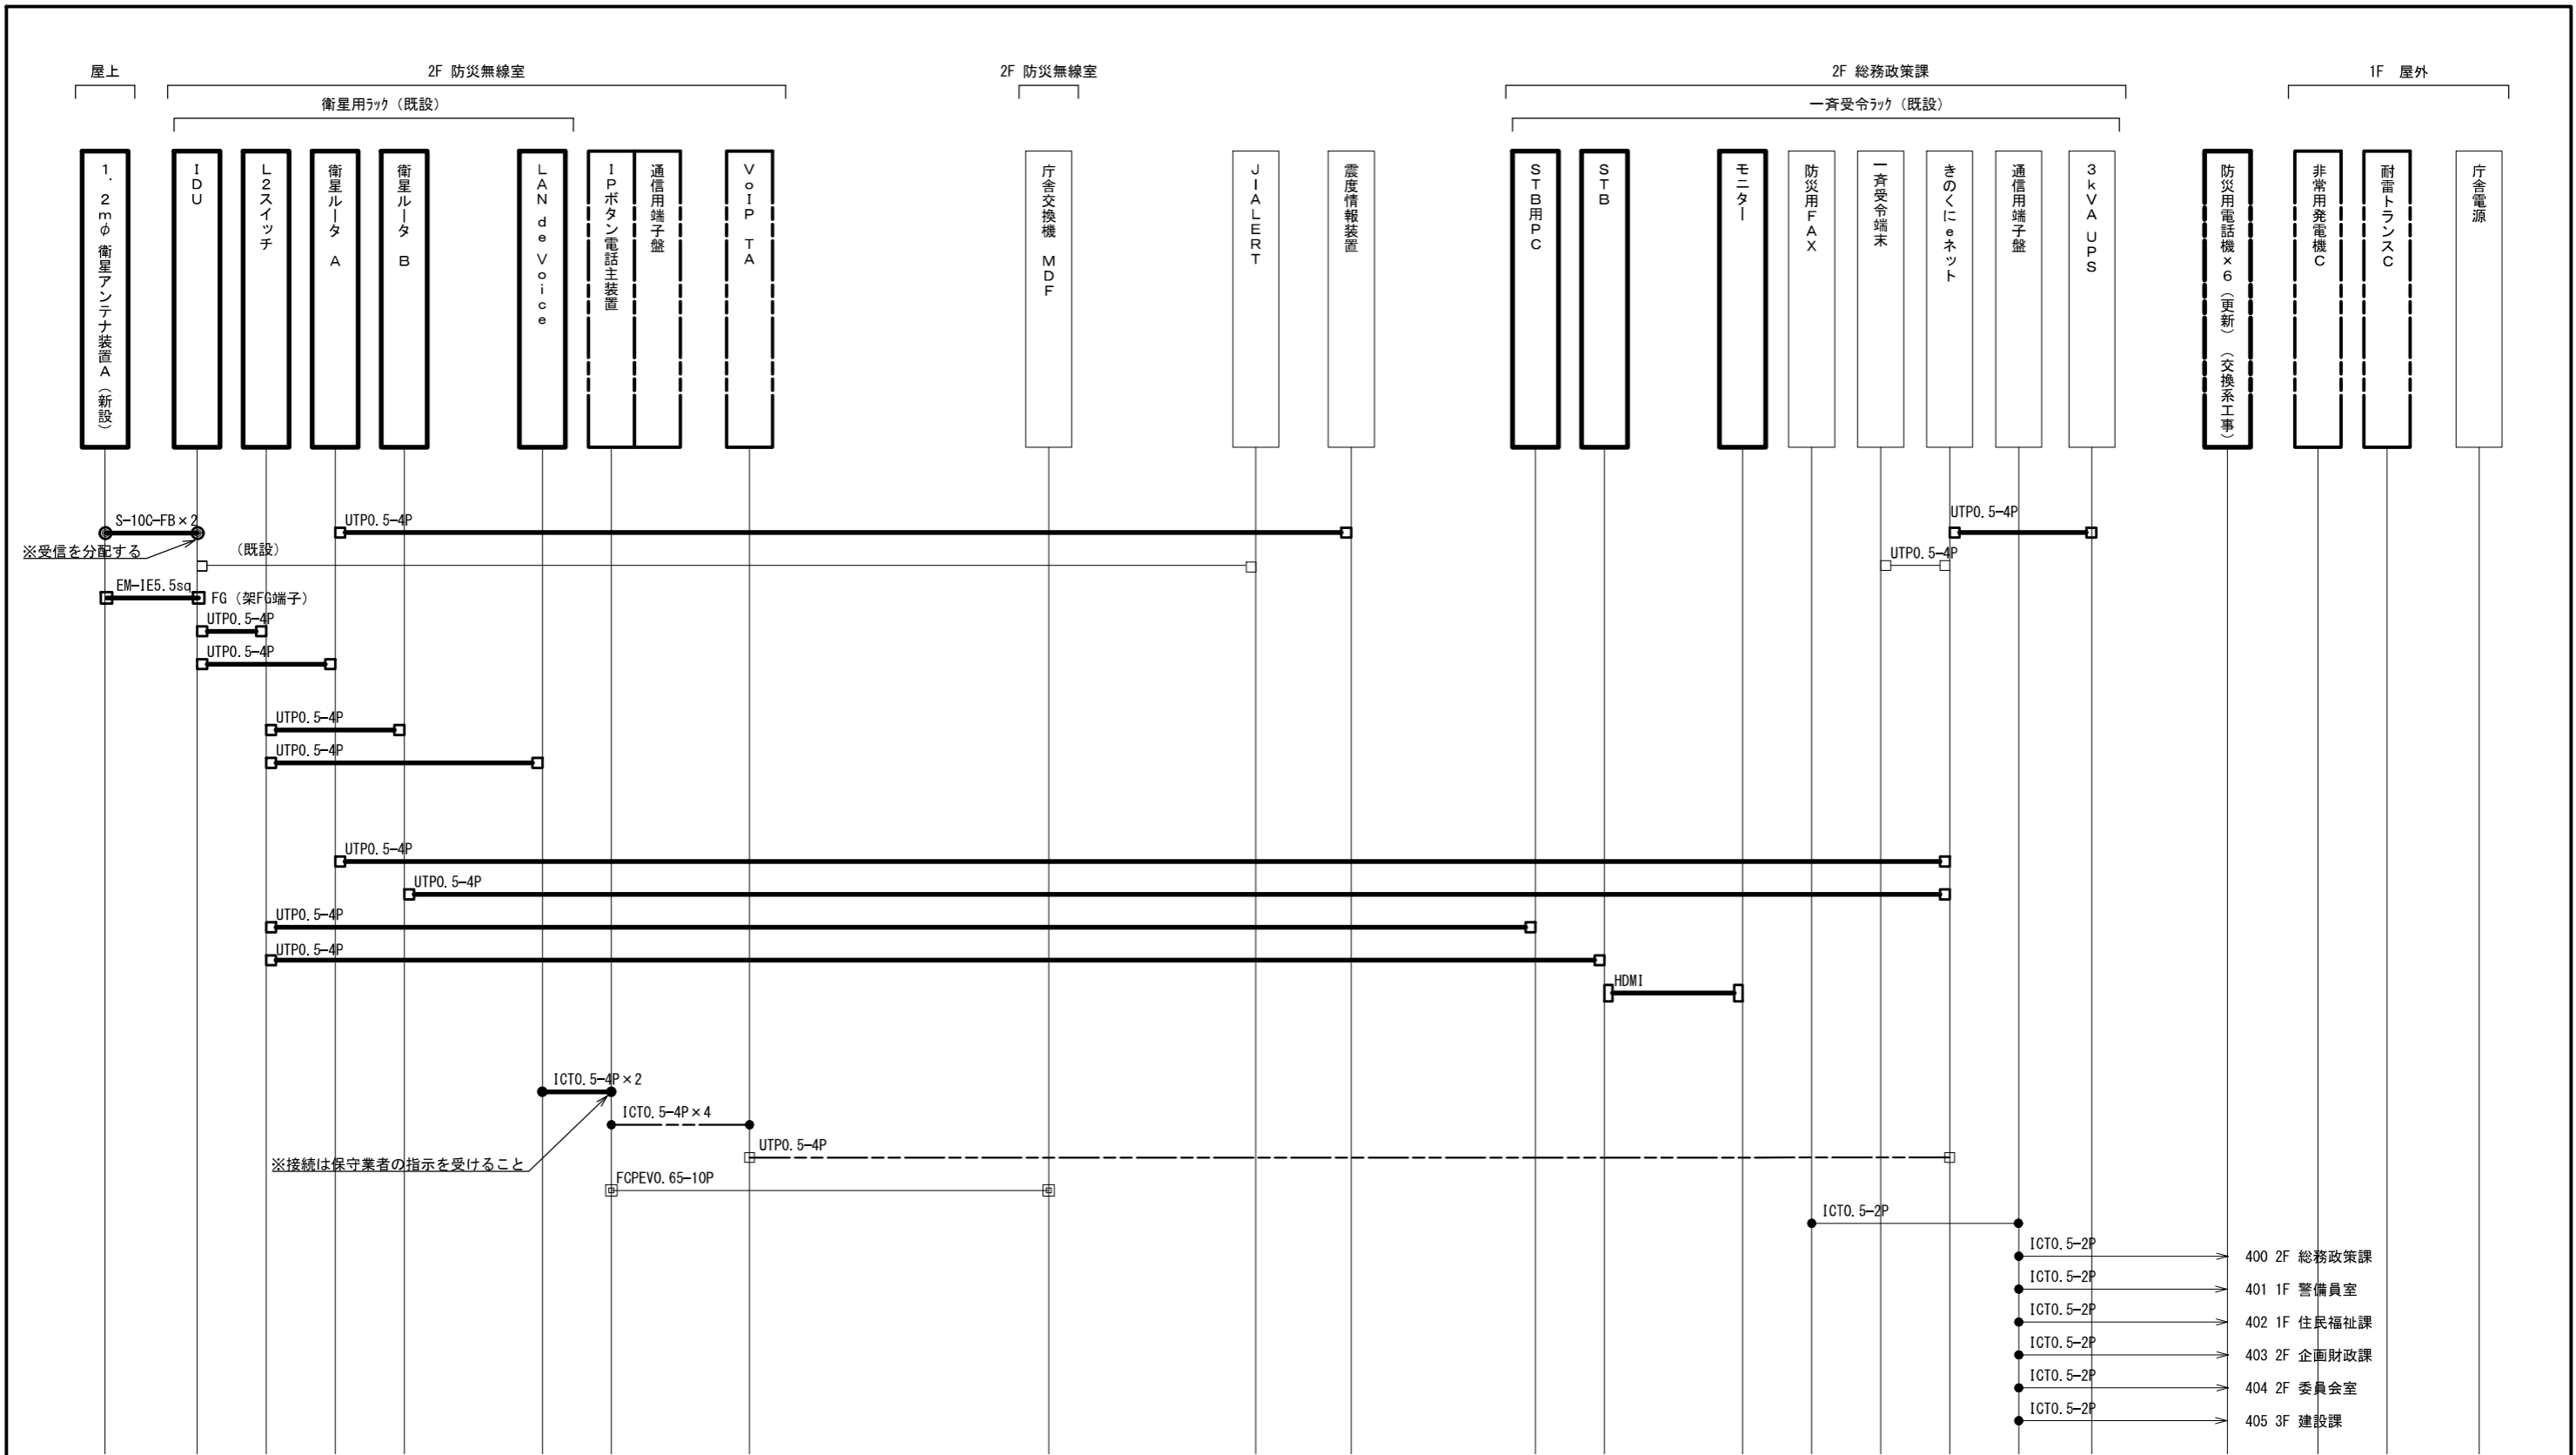 屋上
2F 防災無線室
2F 防災無線室
2F 総務政策課
1F 屋外
衛星用ﾗｯｸ（既設）
一斉受令ﾗｯｸ（既設）
１．２ｍφ 衛星アンテナ装置Ａ（新設）
ＩＤＵ
Ｌ２スイッチ
衛星ルータ Ａ
衛星ルータ Ｂ
ＬＡＮ ｄｅ Ｖｏｉｃｅ
ＩＰボタン電話主装置
通信用端子盤
ＶｏＩＰ ＴＡ
庁舎交換機 ＭＤＦ
ＪＩＡＬＥＲＴ
震度情報装置
ＳＴＢ用ＰＣ
ＳＴＢ
モニター
防災用ＦＡＸ
一斉受令端末
きのくにｅネット
通信用端子盤
３ｋＶＡ ＵＰＳ
防災用電話機×６（更新）（交換系工事）
非常用発電機Ｃ
耐雷トランスＣ
庁舎電源
S-10C-FB×2
UTP0.5-4P
UTP0.5-4P
※受信を分配する
（既設）
UTP0.5-4P
EM-IE5.5sq
FG（架FG端子）
UTP0.5-4P
UTP0.5-4P
UTP0.5-4P
UTP0.5-4P
UTP0.5-4P
UTP0.5-4P
UTP0.5-4P
UTP0.5-4P
HDMI
ICT0.5-4P×2
ICT0.5-4P×4
UTP0.5-4P
※接続は保守業者の指示を受けること
FCPEV0.65-10P
ICT0.5-2P
ICT0.5-2P
400 2F 総務政策課
ICT0.5-2P
401 1F 警備員室
ICT0.5-2P
402 1F 住民福祉課
ICT0.5-2P
403 2F 企画財政課
ICT0.5-2P
404 2F 委員会室
ICT0.5-2P
405 3F 建設課